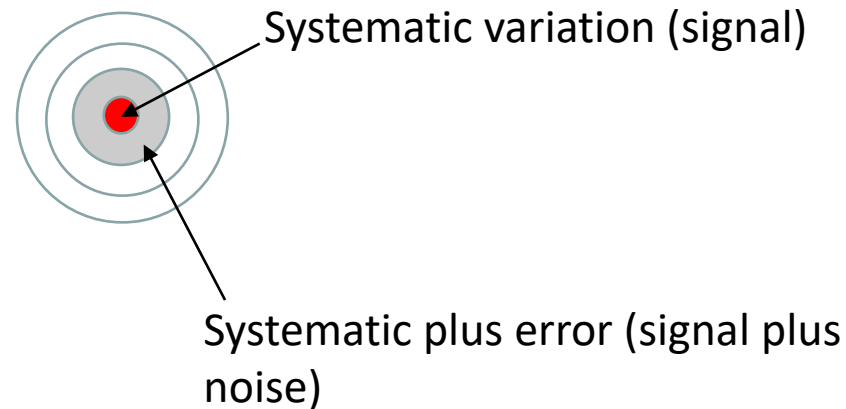 Systematic variation (signal)
Systematic plus error (signal plus
noise)